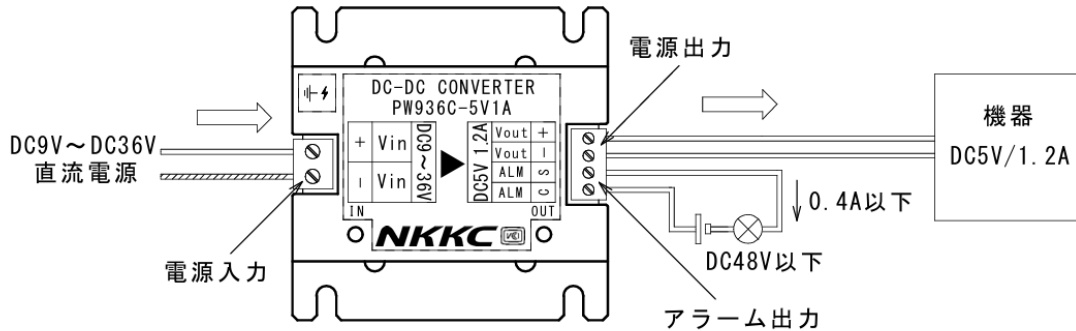 電源出力
DC-DC CONVERTER
PW936C-5V1A
機器
DC5V/1.2A
DC9V~DC36V
直流電源
+ Vin
- Vin
DC9~36V
DC5V 1.2A
Vout +
Vout -
ALM S
ALM C
IN
OUT
NKKC
0.4A以下
DC48V以下
電源入力
アラーム出力